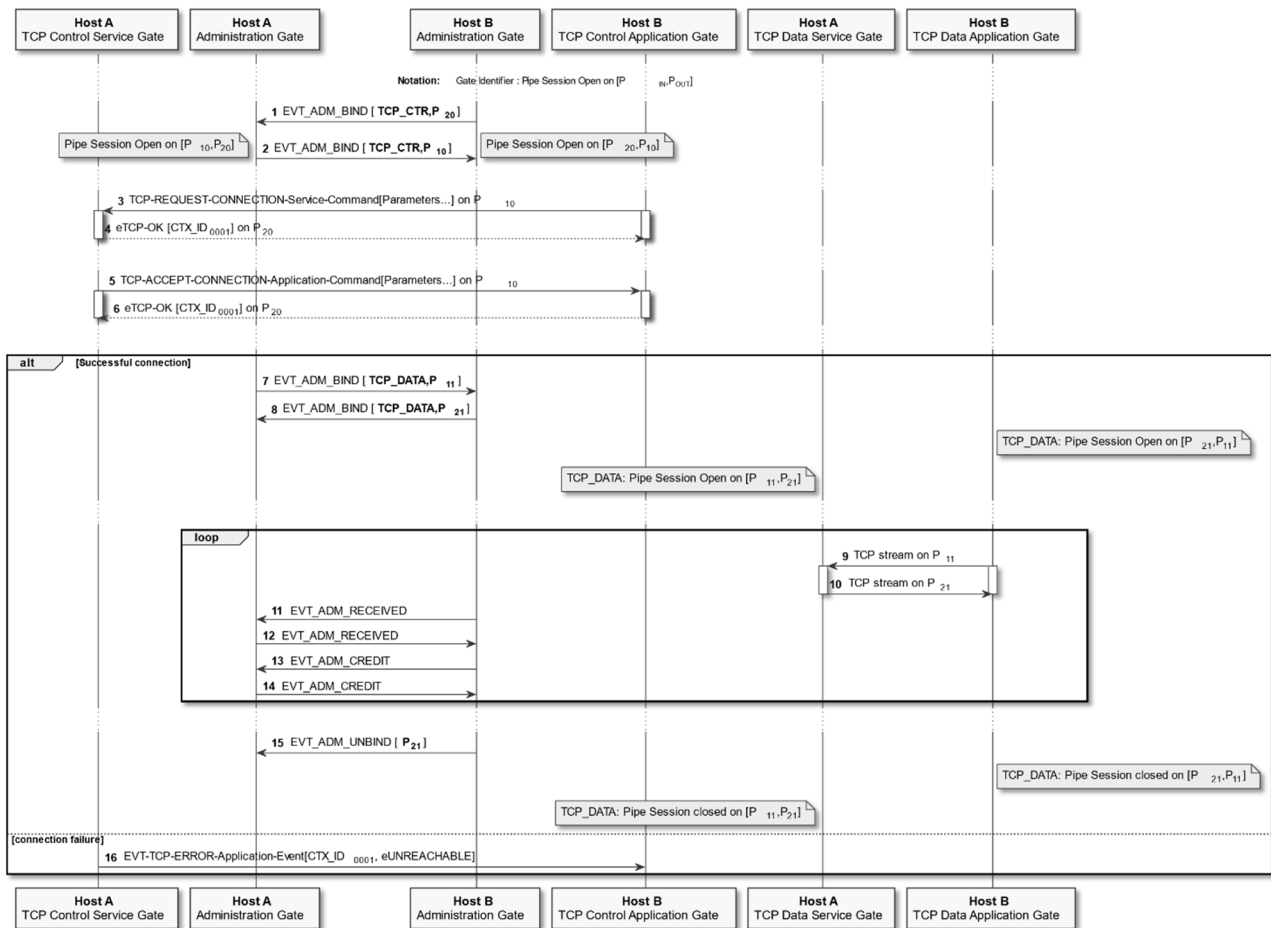 Host A
TCP Control Service Gate
Host A
Administration Gate
Host B
Administration Gate
Host B
TCP Control Application Gate
Host A
TCP Data Service Gate
Host B
TCP Data Application Gate
Notation: Gate Identifier : Pipe Session Open on [P IN,POUT]
1 EVT_ADM_BIND [ TCP_CTR,P 20]
Pipe Session Open on [P 10,P20]
2 EVT_ADM_BIND [ TCP_CTR,P 10]
Pipe Session Open on [P 20,P10]
3 TCP-REQUEST-CONNECTION-Service-Command[Parameters...] on P 10
4 eTCP-OK [CTX_ID0001] on P20
5 TCP-ACCEPT-CONNECTION-Application-Command[Parameters...] on P 10
6 eTCP-OK [CTX_ID0001] on P20
alt [Successful connection]
7 EVT_ADM_BIND [ TCP_DATA,P 11]
8 EVT_ADM_BIND [ TCP_DATA,P 21]
TCP_DATA: Pipe Session Open on [P 21,P11]
TCP_DATA: Pipe Session Open on [P 11,P21]
loop
9 TCP stream on P 11
10 TCP stream on P 21
11 EVT_ADM_RECEIVED
12 EVT_ADM_RECEIVED
13 EVT_ADM_CREDIT
14 EVT_ADM_CREDIT
15 EVT_ADM_UNBIND [ P21]
TCP_DATA: Pipe Session closed on [P 21,P11]
TCP_DATA: Pipe Session closed on [P 11,P21]
[connection failure]
16 EVT-TCP-ERROR-Application-Event[CTX_ID 0001, eUNREACHABLE]
Host A
TCP Control Service Gate
Host A
Administration Gate
Host B
Administration Gate
Host B
TCP Control Application Gate
Host A
TCP Data Service Gate
Host B
TCP Data Application Gate